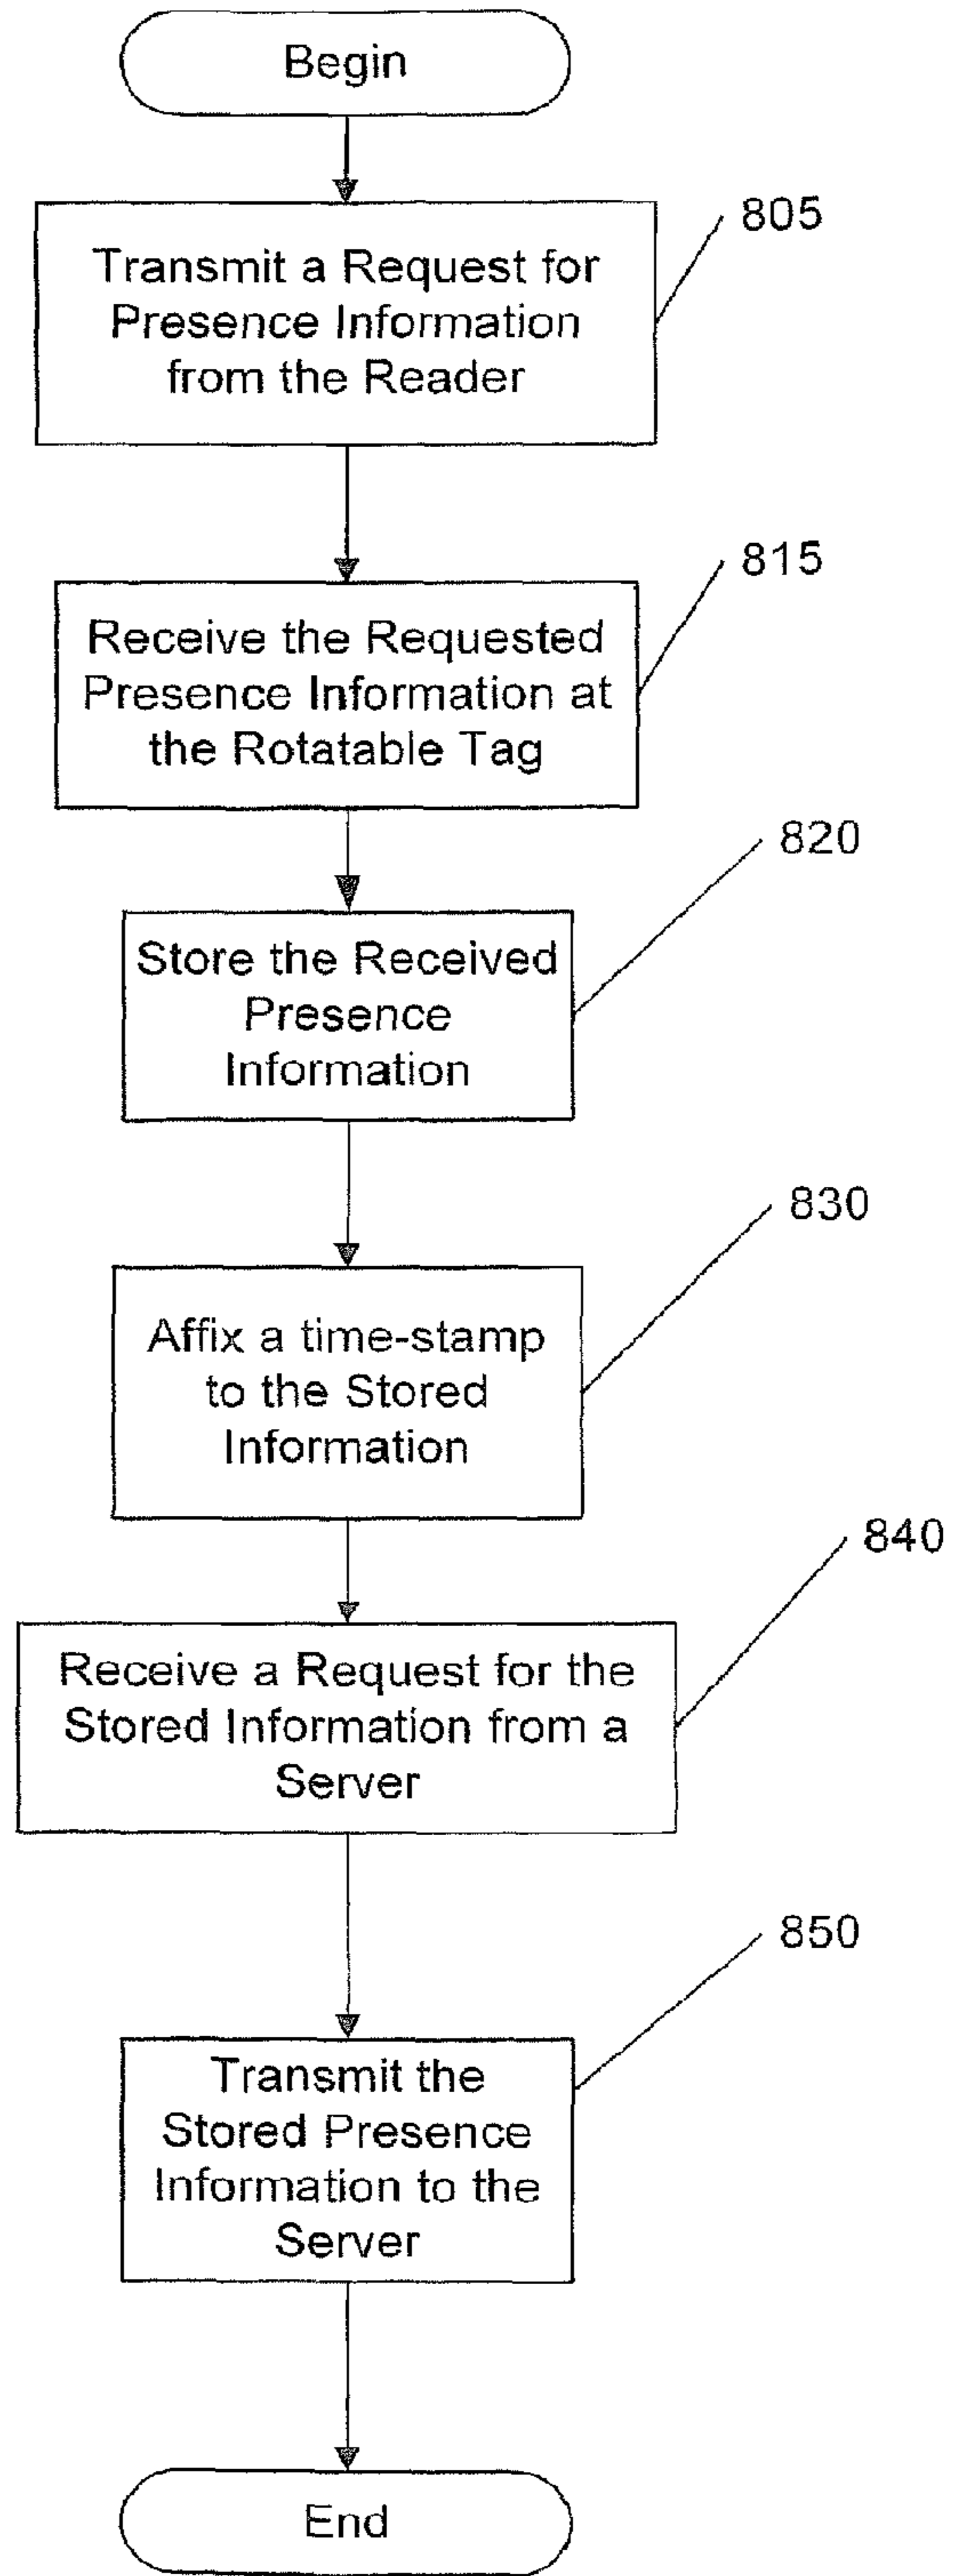 Begin
805
Transmit a Request for
Presence Information
from the Reader
815
Receive the Requested
Presence Information at
the Rotatable Tag
820
Store the Received
Presence
Information
830
Affix a time-stamp
to the Stored
Information
840
Receive a Request for the
Stored Information from a
Server
850
Transmit the
Stored Presence
Information to the
Server
End